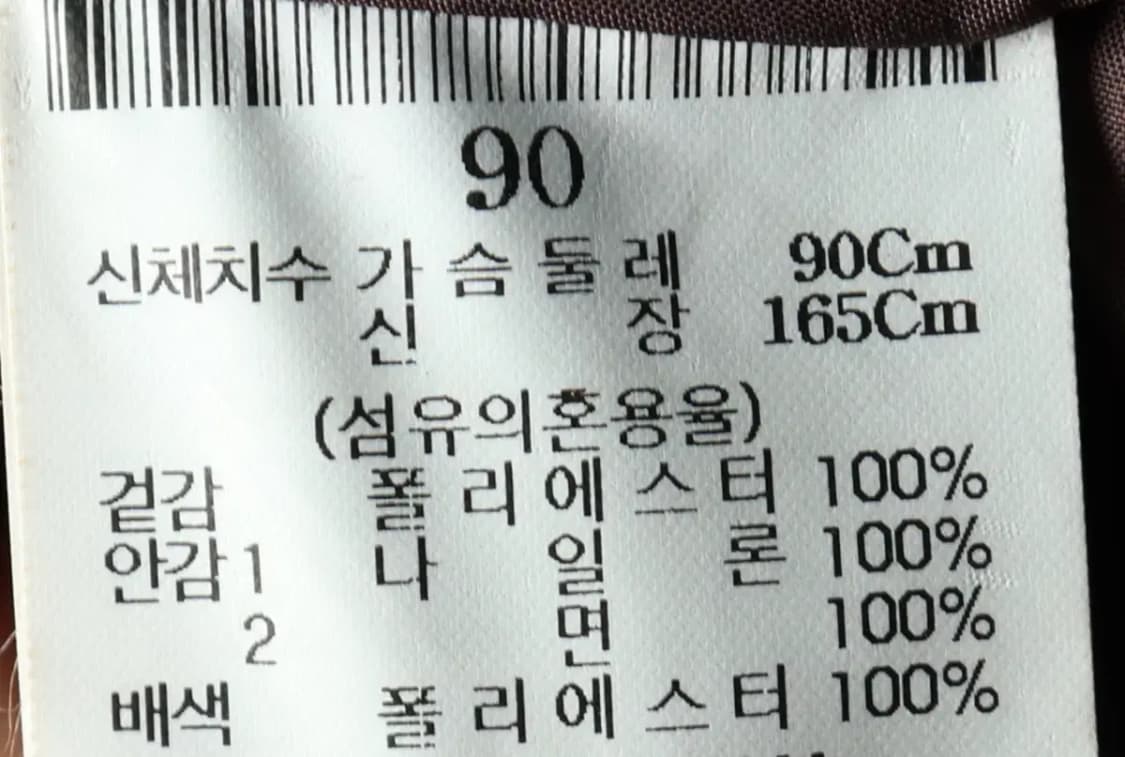 90
신체치수 가슴둘레 90Cm
신장 165Cm
(섬유의혼용율)
겉감 폴리에스터 100%
안감1 나일론 100%
2 면 100%
배색 폴리에스터 100%